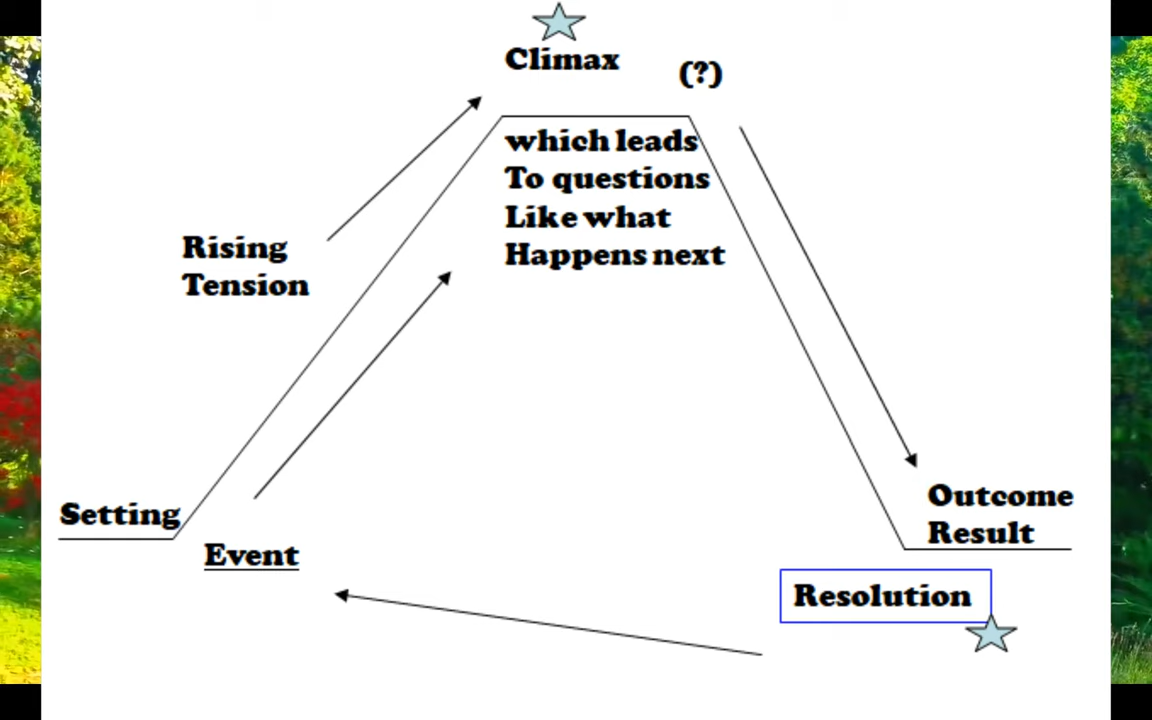 Climax
(?)
which leads
To questions
Like what
Happens next
Rising
Tension
Setting
Event
Outcome
Result
Resolution